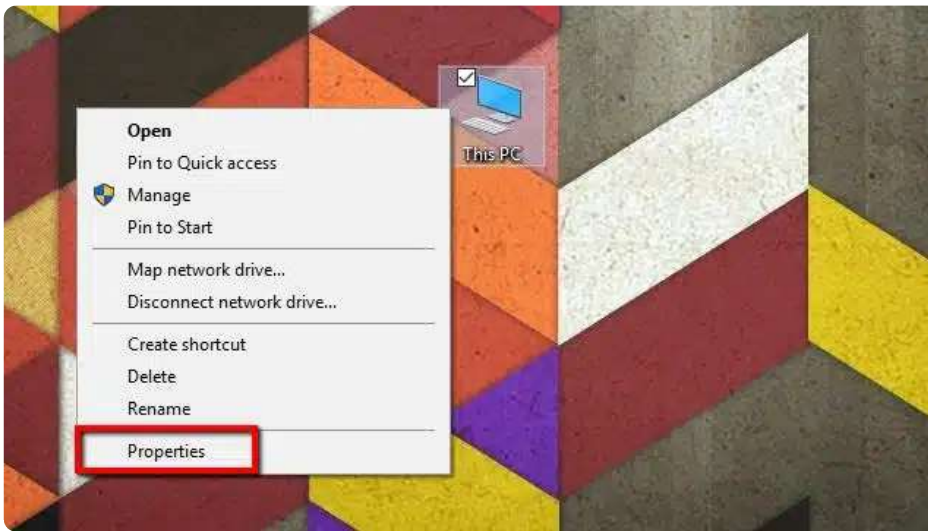 This PC
Open
Pin to Quick access
Manage
Pin to Start
Map network drive...
Disconnect network drive...
Create shortcut
Delete
Rename
Properties